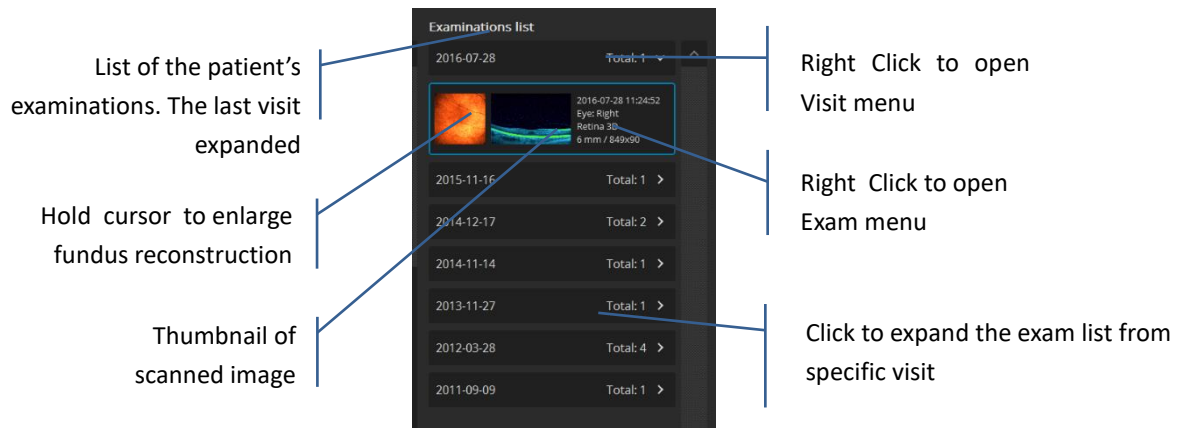 Examinations list
2016-07-28 Total: 1
2016-07-28 11:24:52
Eye: Right
Retina 3D
6 mm / 849x90
2015-11-16 Total: 1
2014-12-17 Total: 2
2014-11-14 Total: 1
2013-11-27 Total: 1
2012-03-28 Total: 4
2011-09-09 Total: 1
List of the patient’s
examinations. The last visit
expanded
Hold cursor to enlarge
fundus reconstruction
Thumbnail of
scanned image
Right Click to open
Visit menu
Right Click to open
Exam menu
Click to expand the exam list from
specific visit